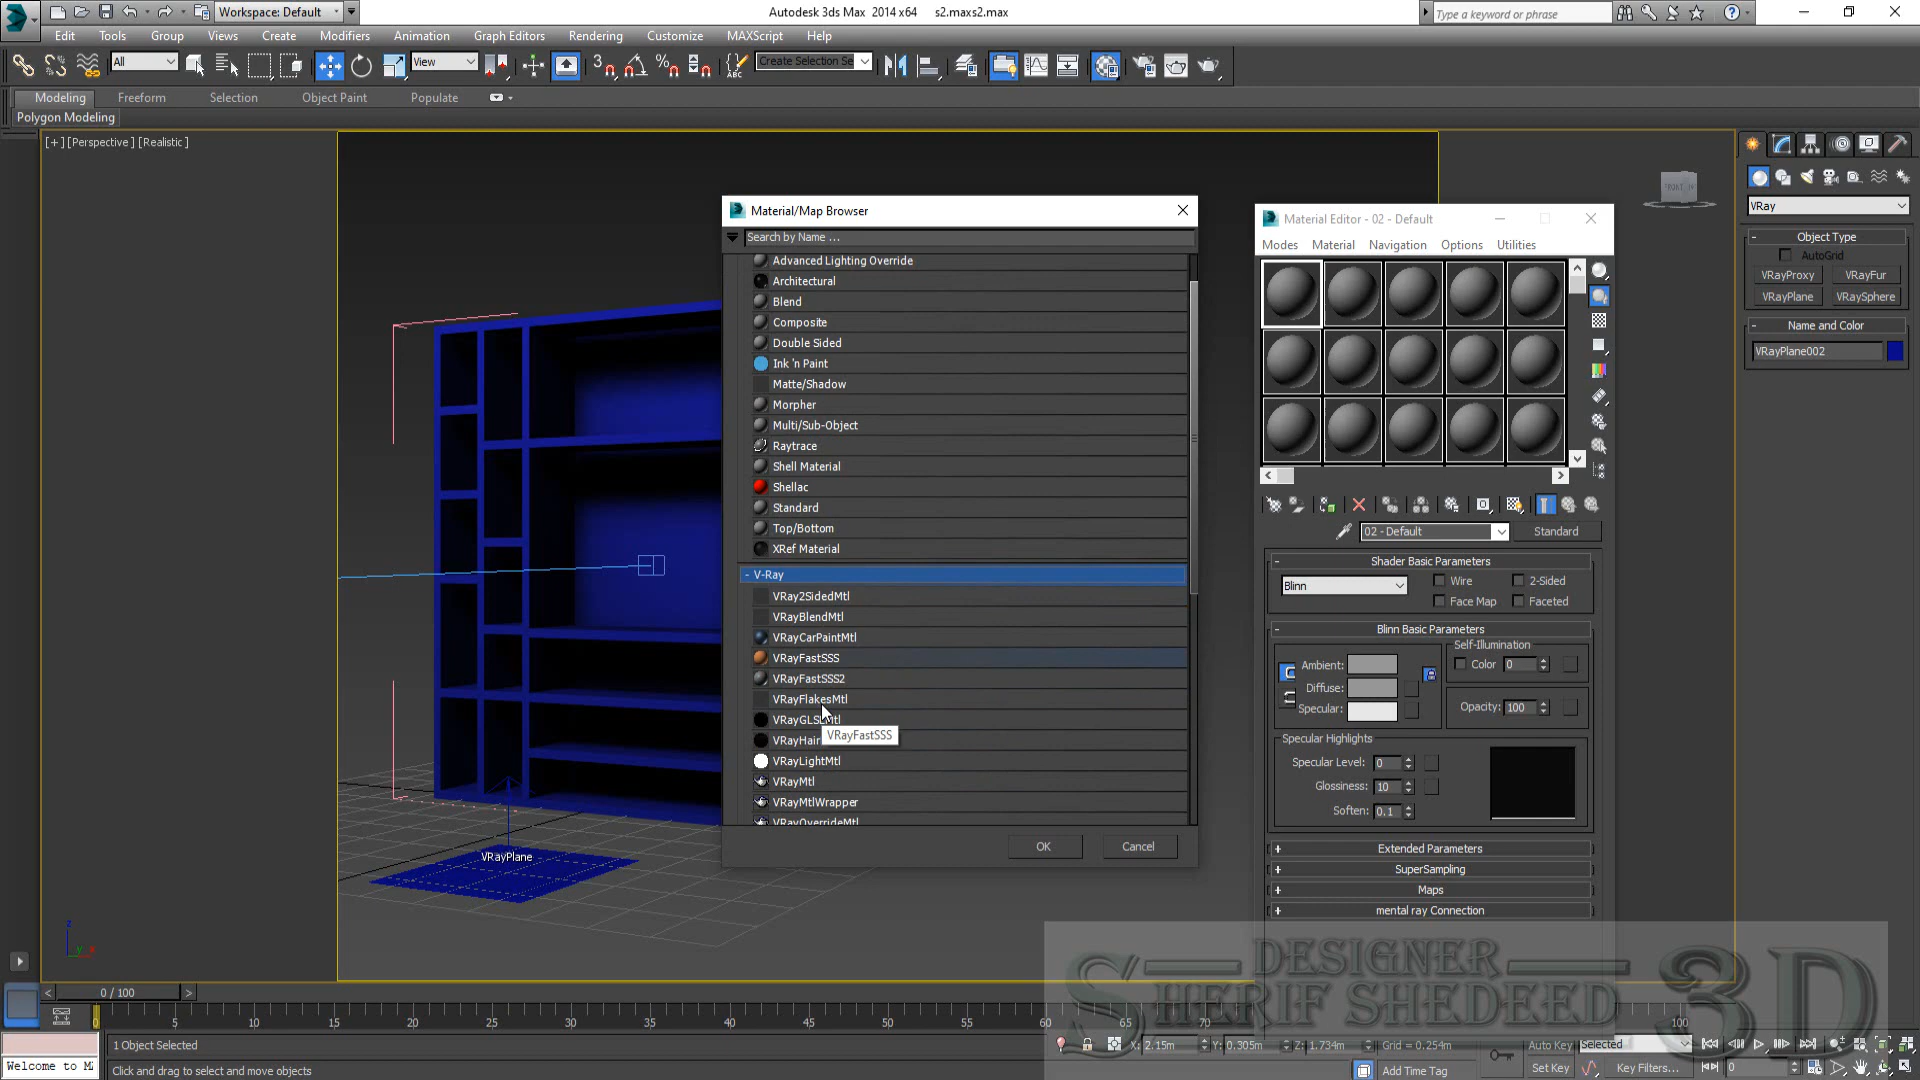 Workspace: Default
Autodesk 3ds Max 2014 x64 s2.maxs2.max
Type a keyword or phrase
Edit Tools Group Views Create Modifiers Animation Graph Editors Rendering Customize MAXScript Help
All
View
Create Selection Se
Modeling Freeform Selection Object Paint Populate
Polygon Modeling
[+] [Perspective] [Realistic]
FRONT
VRayPlane
Material/Map Browser
Search by Name ...
Advanced Lighting Override
Architectural
Blend
Composite
Double Sided
Ink 'n Paint
Matte/Shadow
Morpher
Multi/Sub-Object
Raytrace
Shell Material
Shellac
Standard
Top/Bottom
XRef Material
- V-Ray
VRay2SidedMtl
VRayBlendMtl
VRayCarPaintMtl
VRayFastSSS
VRayFastSSS2
VRayFlakesMtl
VRayFastSSS
VRayLightMtl
VRayMtl
VRayMtlWrapper
VRayOverrideMtl
OK Cancel
Material Editor - 02 - Default
Modes Material Navigation Options Utilities
02 - Default Standard
Shader Basic Parameters
Blinn Wire 2-Sided
Face Map Faceted
Blinn Basic Parameters
Self-Illumination
Ambient: Color 0
Diffuse:
Specular: Opacity: 100
Specular Highlights
Specular Level: 0
Glossiness: 10
Soften: 0.1
+ Extended Parameters
+ SuperSampling
+ Maps
+ mental ray Connection
VRay
- Object Type
AutoGrid
VRayProxy VRayFur
VRayPlane VRaySphere
- Name and Color
VRayPlane002
DESIGNER
SHERIF SHEDEED
3D
< 0 / 100 >
0 5 10 15 20 25 30 35 40 45 50 55 60 65 70 100
1 Object Selected
X: 2.15m Y: 0.305m Z: 1.734m Grid = 0.254m
Auto Key Selected
Welcome to M
Click and drag to select and move objects
Add Time Tag
Set Key Key Filters... 0